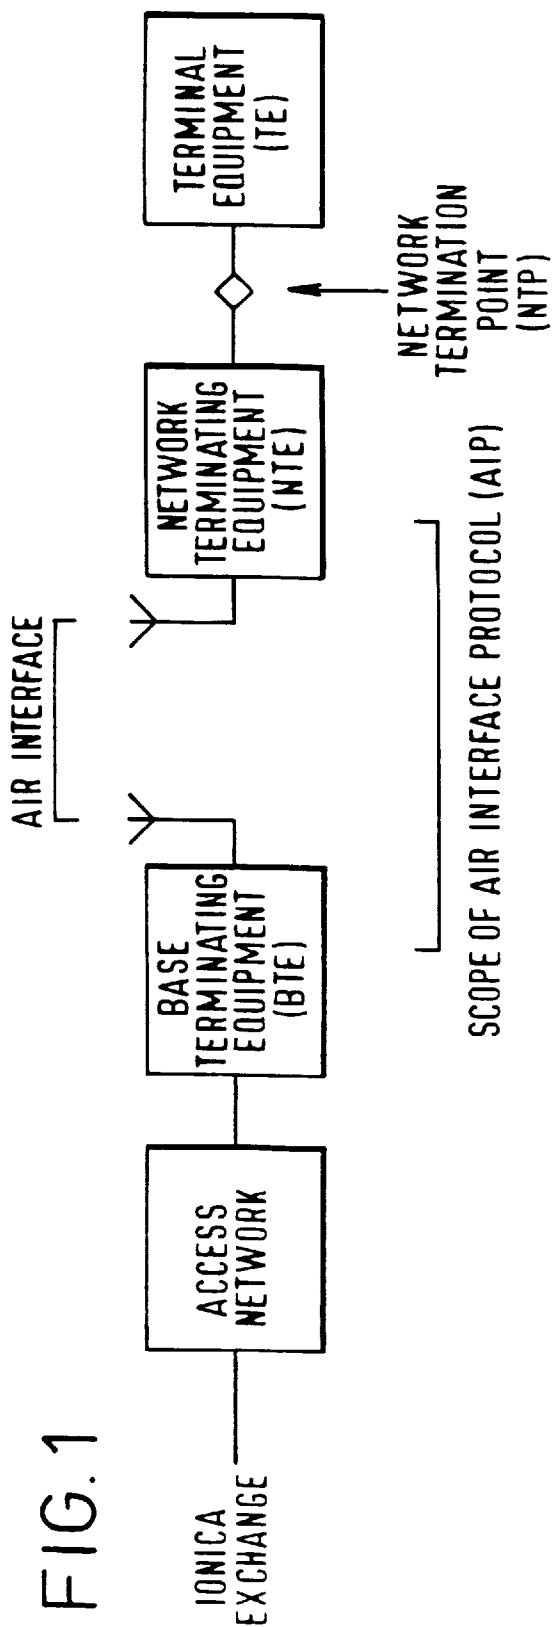 FIG. 1
IONICA
EXCHANGE
ACCESS
NETWORK
BASE
TERMINATING
EQUIPMENT
(BTE)
AIR INTERFACE
NETWORK
TERMINATING
EQUIPMENT
(NTE)
TERMINAL
EQUIPMENT
(TE)
NETWORK
TERMINATION
POINT
(NTP)
SCOPE OF AIR INTERFACE PROTOCOL (AIP)